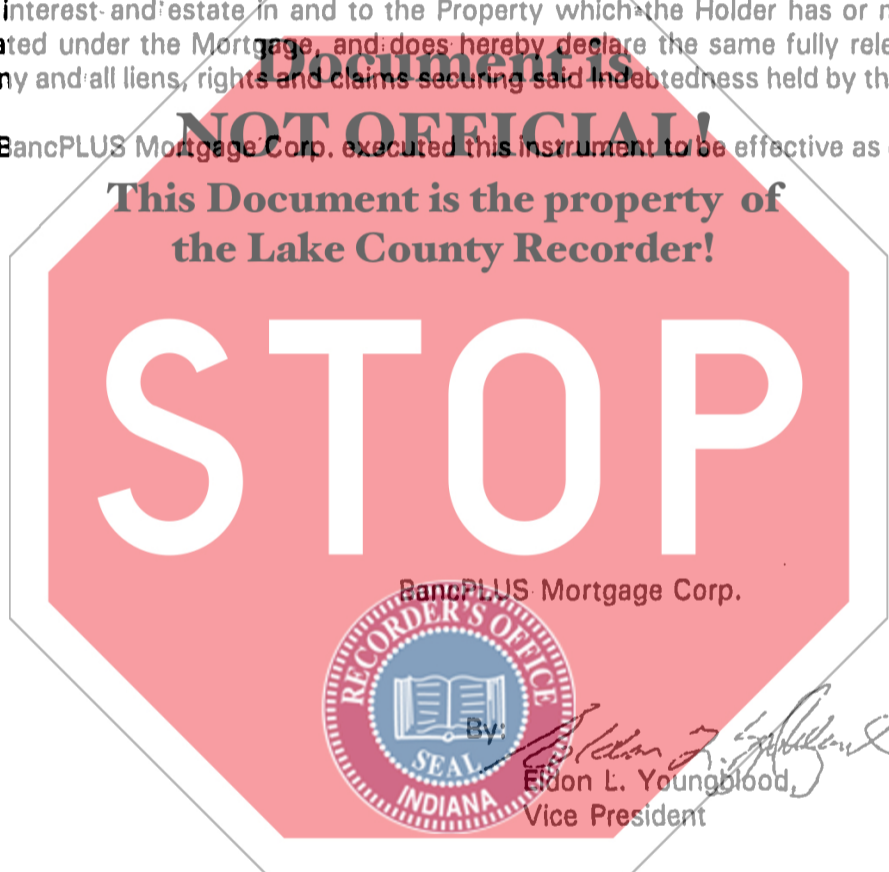 interest and estate in and to the Property which the Holder has or
ated under the Mortgage, and does hereby declare the same fully
ny and all liens, rights and claims securing said Indebtedness held by
Document is
NOT OFFICIAL!
BancPLUS Mortgage Corp. executed this instrument to be effective as
This Document is the property of
the Lake County Recorder!
STOP
BancPLUS Mortgage Corp.
RECORDER'S OFFICE
SEAL
INDIANA
By:
Eldon L. Youngblood,
Vice President